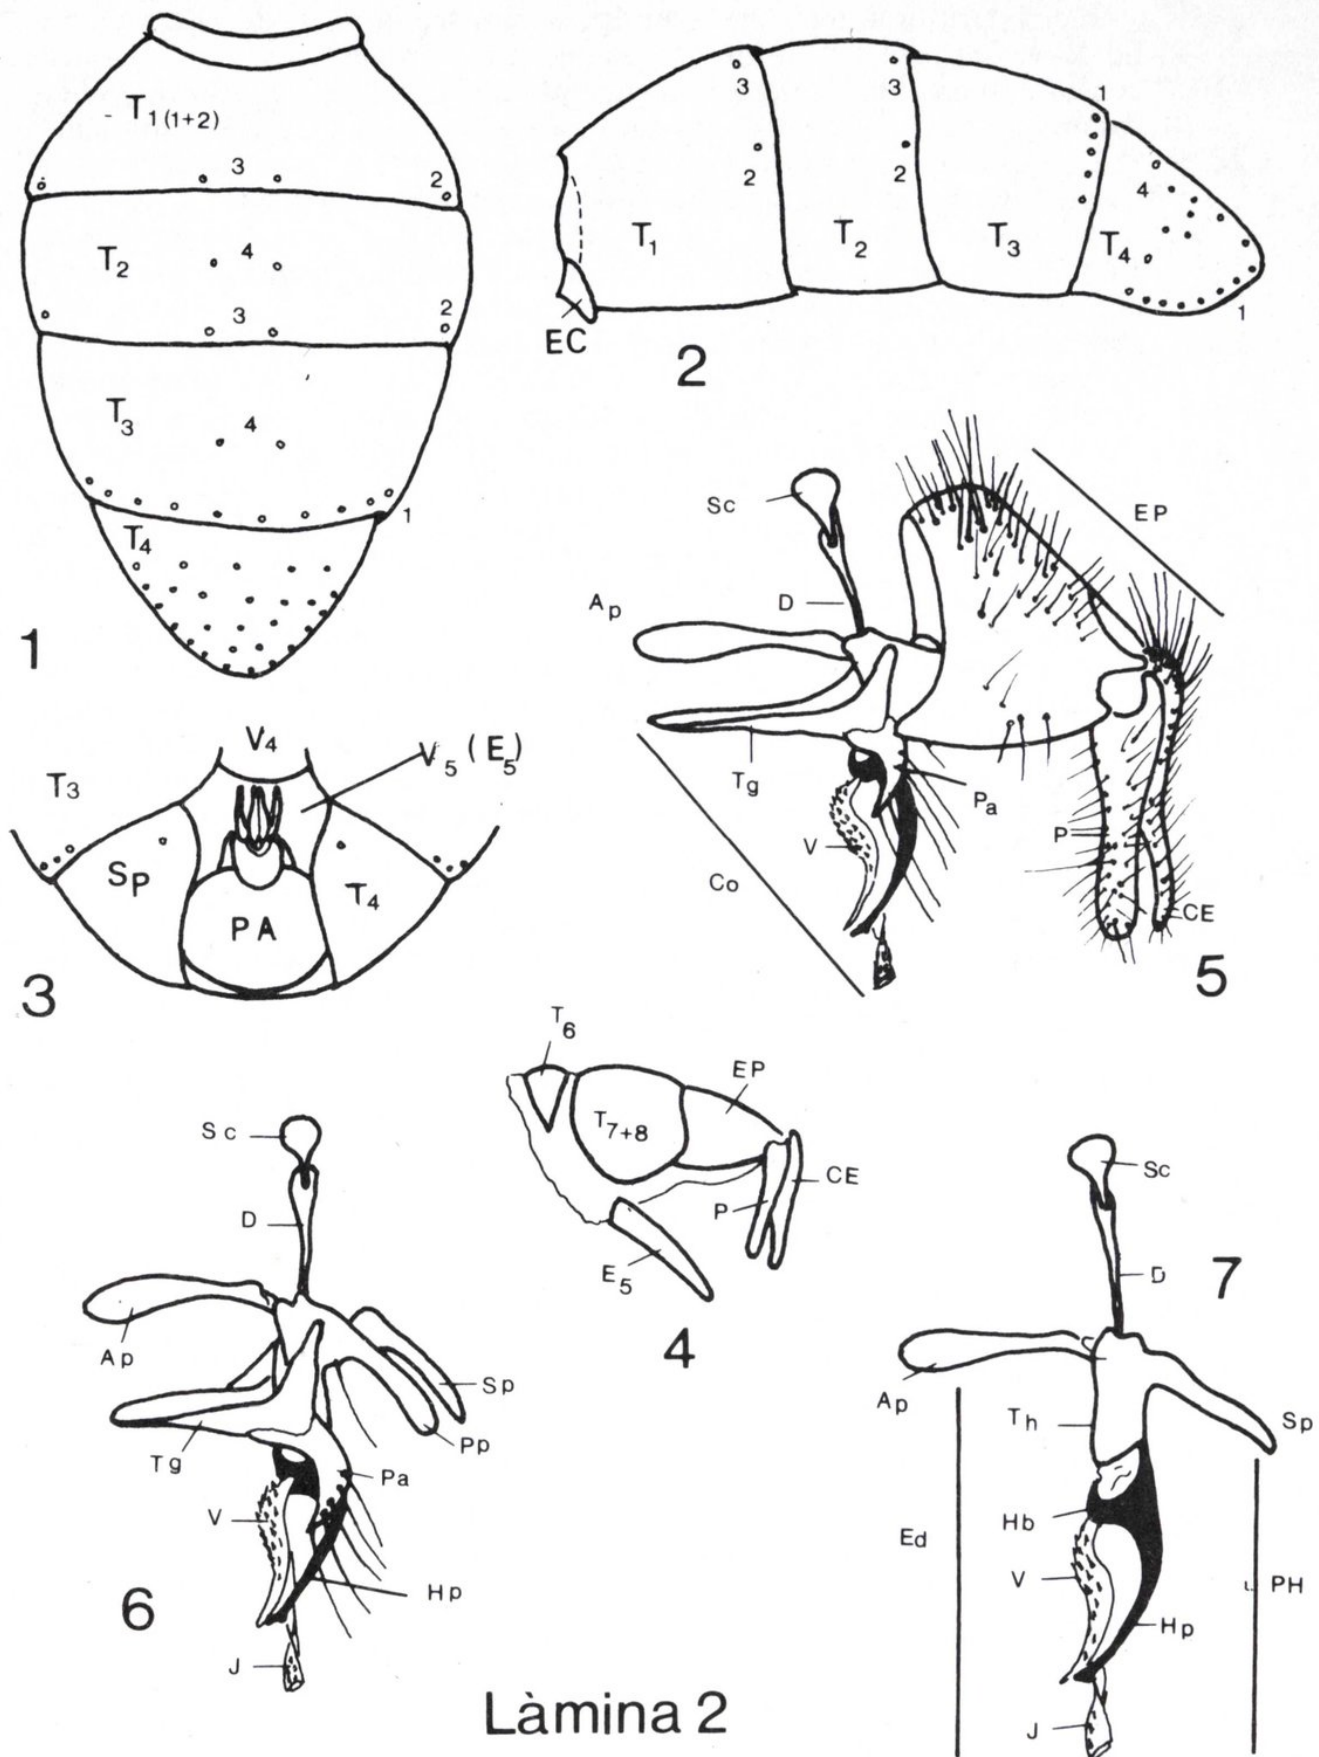 T1(1+2)
3
2
T2
4
3
2
T3
4
1
T4
1
3
3
1
2
2
4
T1
T2
T3
T4
EC
1
2
Sc
EP
Ap
D
Tg
Pa
V
P
Co
CE
5
V4
V5 (E5)
T3
Sp
T4
PA
3
T6
EP
T7+8
CE
P
E5
4
Sc
D
Ap
Sp
Pp
Tg
Pa
V
Hp
6
J
Sc
7
D
Ap
Th
Sp
Hb
Ed
V
PH
Hp
J
Làmina 2